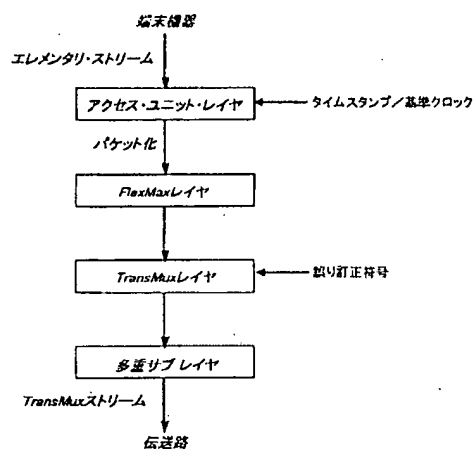 端末機器
エレメンタリ・ストリーム
アクセス・ユニット・レイヤ
タイムスタンプ/基準クロック
パケット化
FlexMaxレイヤ
TransMuxレイヤ
誤り訂正符号
多重サブレイヤ
TransMuxストリーム
伝送路